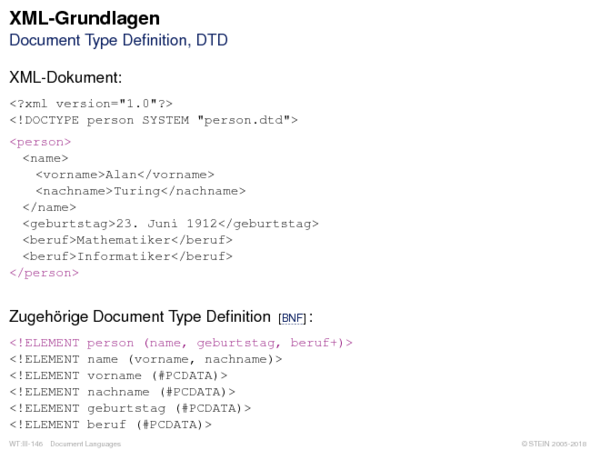 XML-Grundlagen
Document Type Definition, DTD
XML-Dokument:
<?xml version="1.0"?>
<!DOCTYPE person SYSTEM "person.dtd">
<person>
<name>
<vorname>Alan</vorname>
<nachname>Turing</nachname>
</name>
<geburtstag>23. Juni 1912</geburtstag>
<beruf>Mathematiker</beruf>
<beruf>Informatiker</beruf>
</person>
Zugehörige Document Type Definition [BNF]:
<!ELEMENT person (name, geburtstag, beruf+)>
<!ELEMENT name (vorname, nachname)>
<!ELEMENT vorname (#PCDATA)>
<!ELEMENT nachname (#PCDATA)>
<!ELEMENT geburtstag (#PCDATA)>
<!ELEMENT beruf (#PCDATA)>
WT:III-146 Document Languages © STEIN 2005-2018